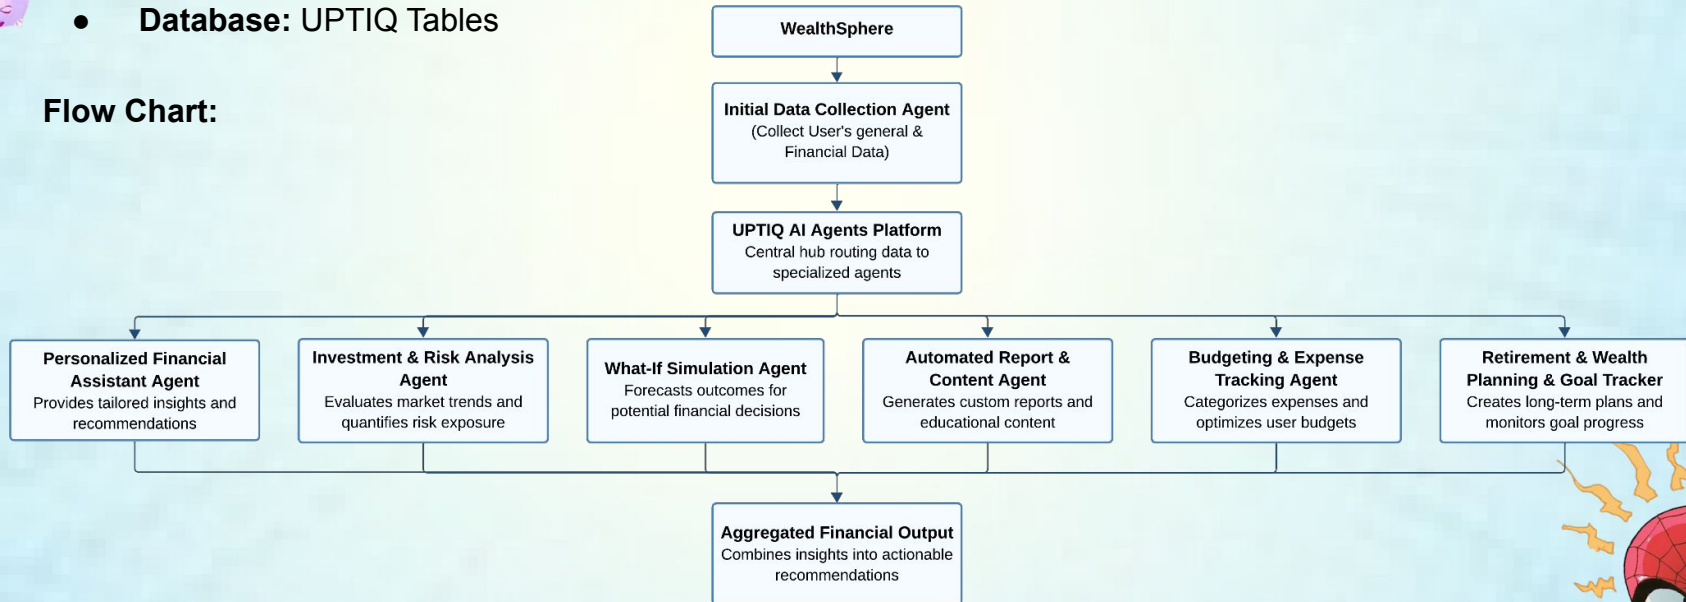 ● Database: UPTIQ Tables
Flow Chart:
WealthSphere
Initial Data Collection Agent
(Collect User's general &
Financial Data)
UPTIQ AI Agents Platform
Central hub routing data to
specialized agents
Personalized Financial
Assistant Agent
Provides tailored insights and
recommendations
Investment & Risk Analysis
Agent
Evaluates market trends and
quantifies risk exposure
What-If Simulation Agent
Forecasts outcomes for
potential financial decisions
Automated Report &
Content Agent
Generates custom reports and
educational content
Budgeting & Expense
Tracking Agent
Categorizes expenses and
optimizes user budgets
Retirement & Wealth
Planning & Goal Tracker
Creates long-term plans and
monitors goal progress
Aggregated Financial Output
Combines insights into actionable
recommendations